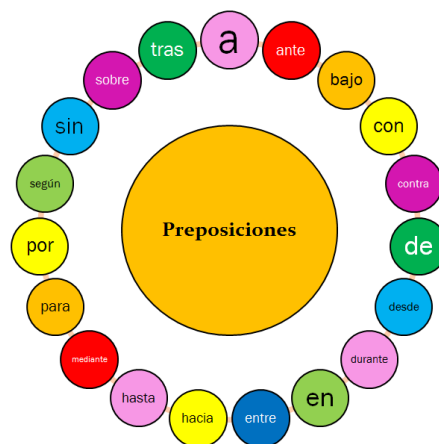 Preposiciones
a
ante
bajo
con
contra
de
desde
durante
en
entre
hacia
hasta
mediante
para
por
según
sin
sobre
tras